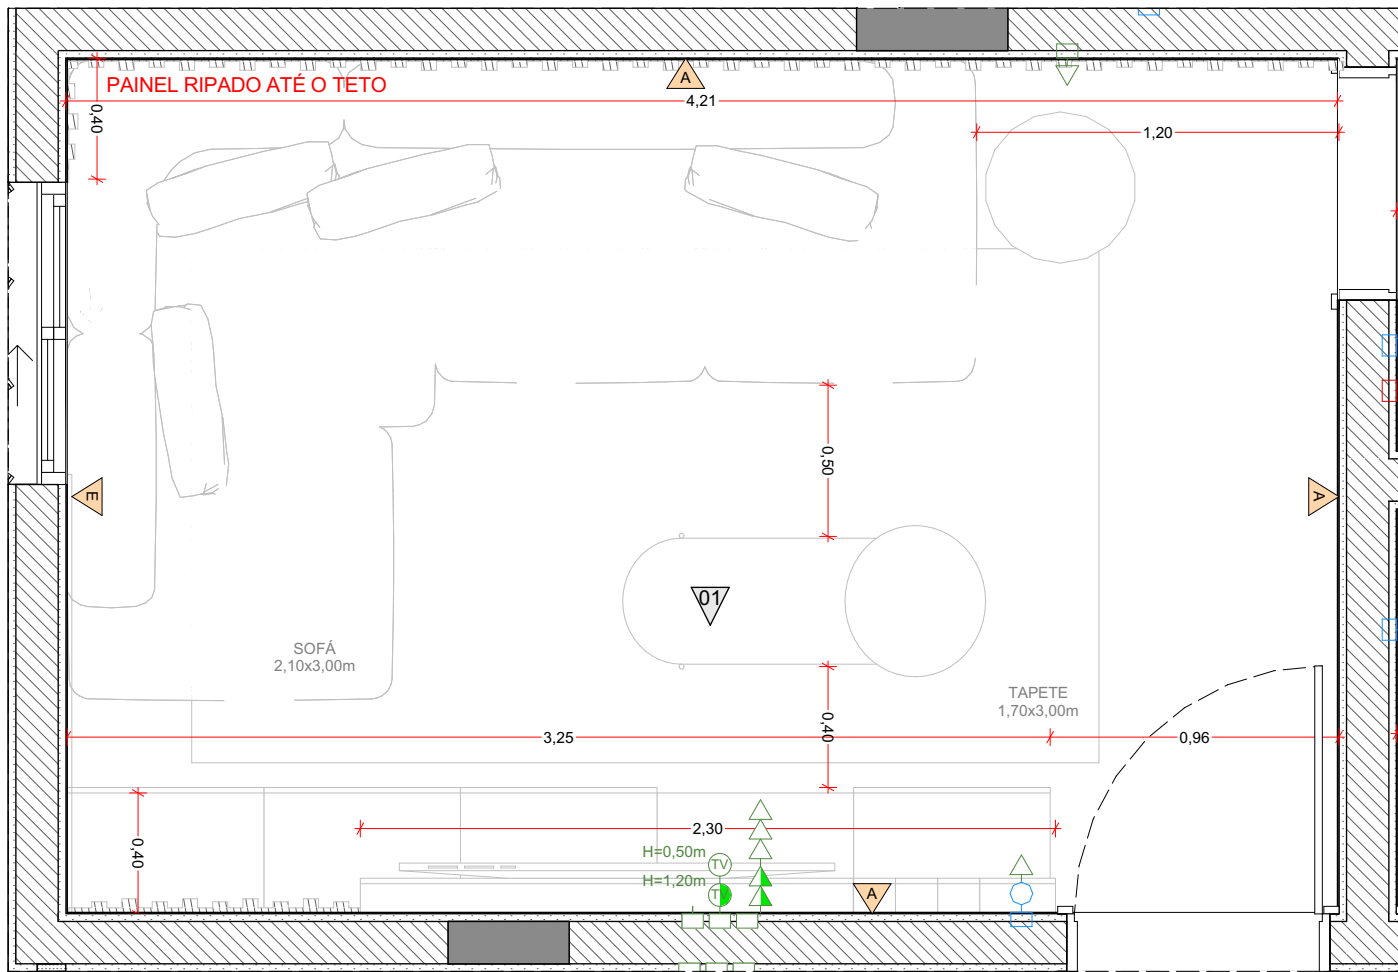 PAINEL RIPADO ATÉ O TETO
A
4,21
0,40
1,20
0,50
E
A
01
SOFÁ
2,10x3,00m
TAPETE
1,70x3,00m
3,25
0,40
0,96
2,30
0,40
H=0,50m
TV
H=1,20m
TV
A